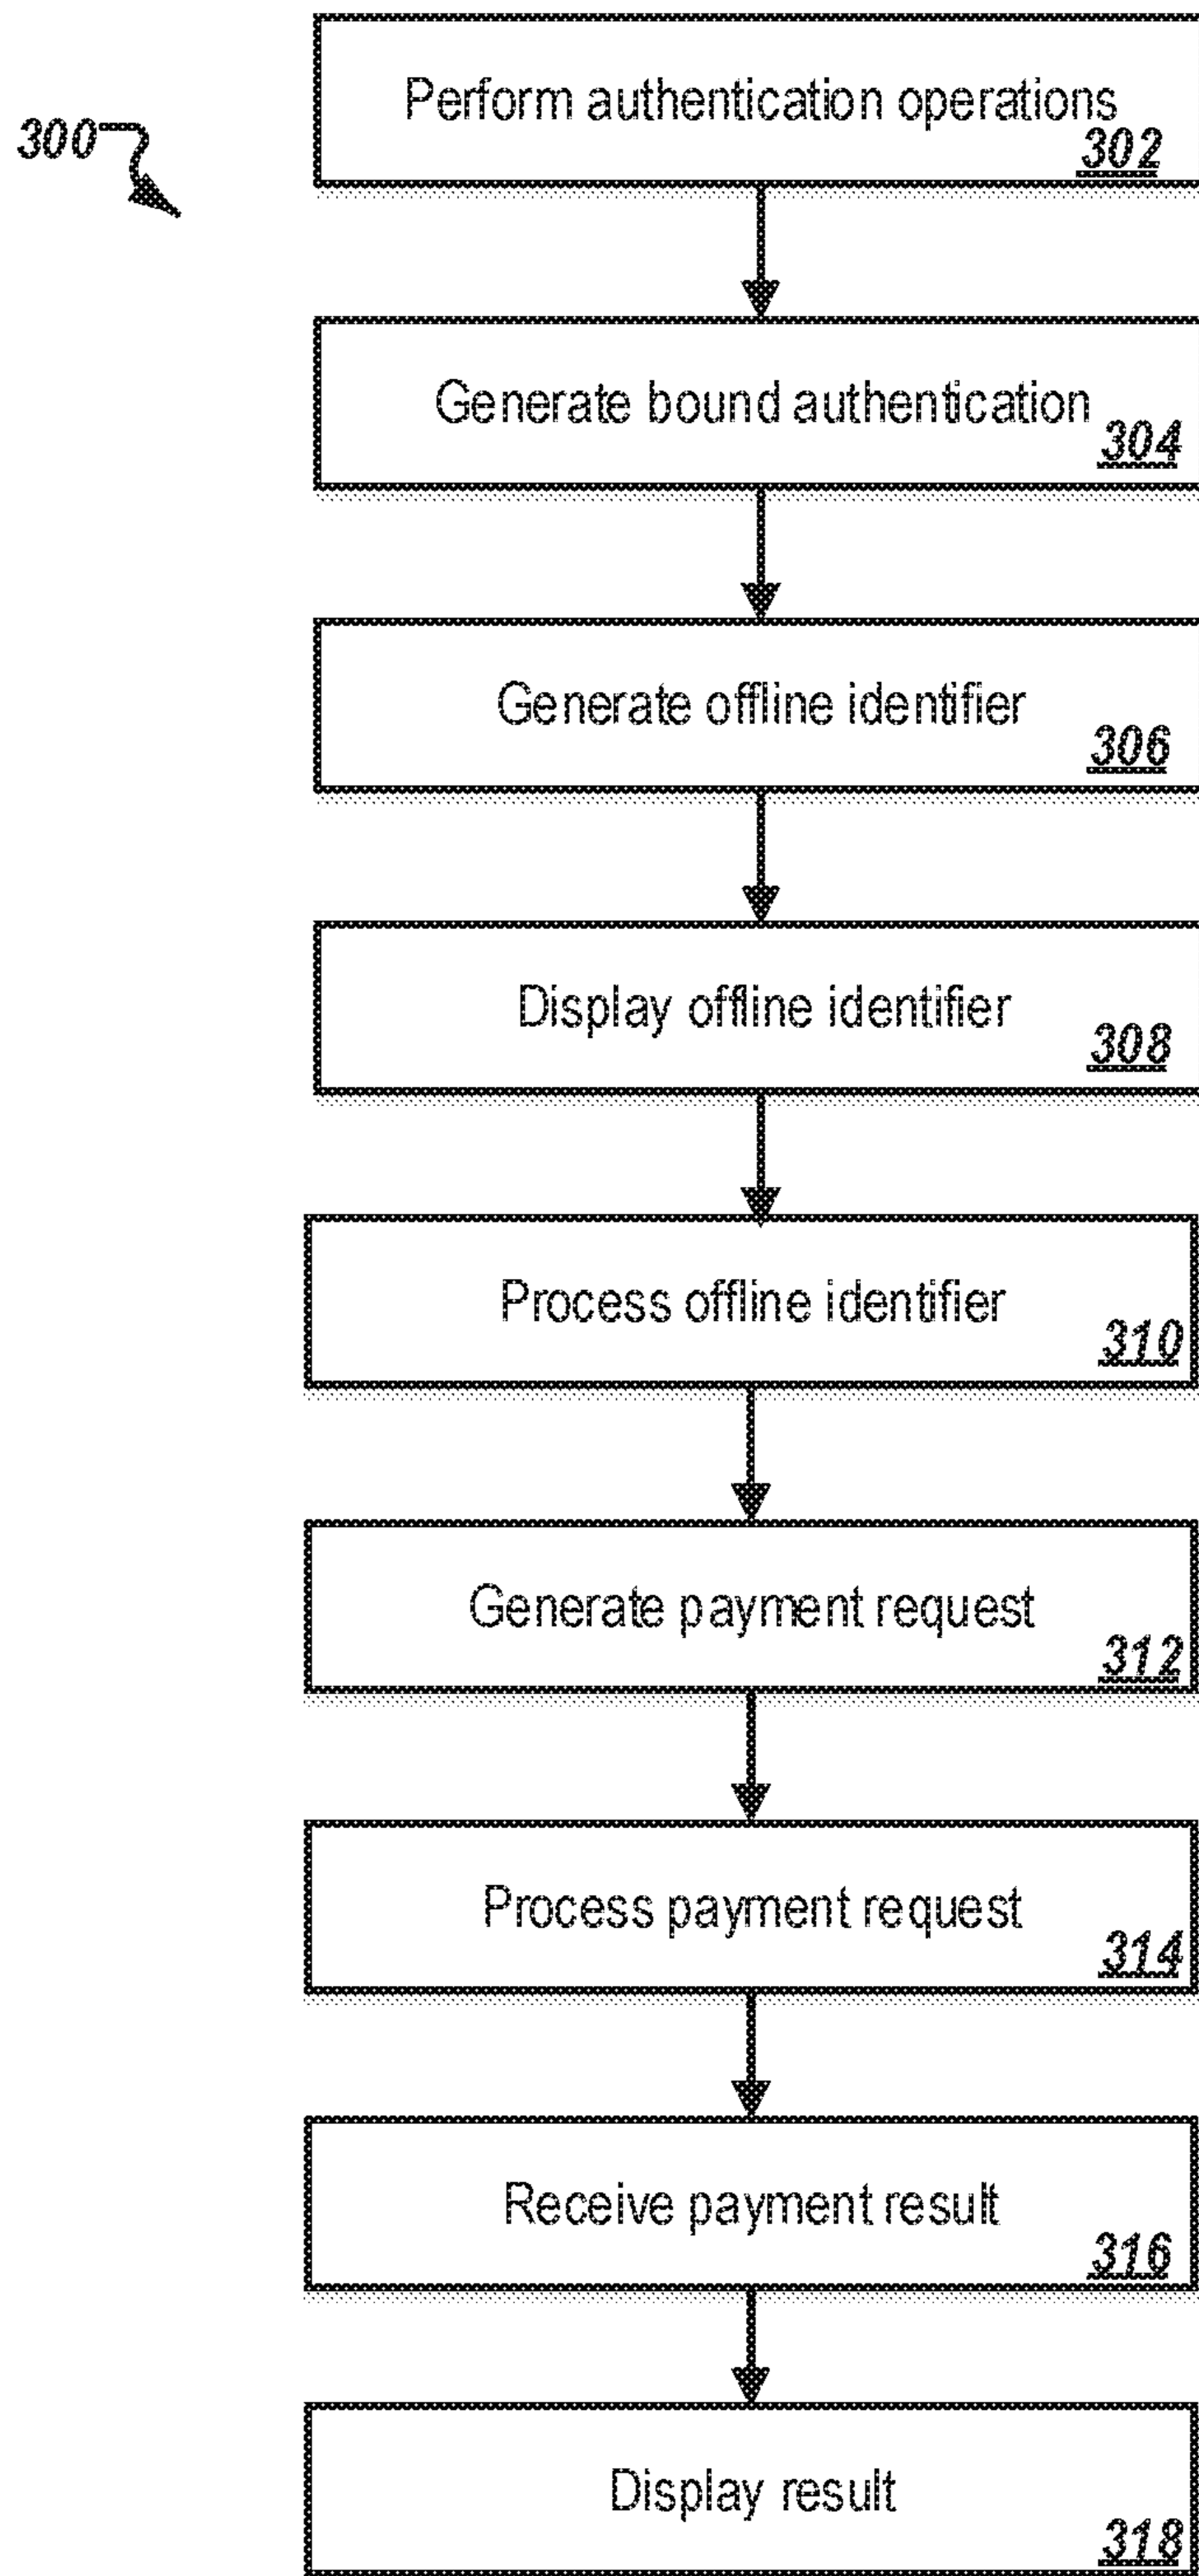 300
Perform authentication operations
302
Generate bound authentication
304
Generate offline identifier
306
Display offline identifier
308
Process offline identifier
310
Generate payment request
312
Process payment request
314
Receive payment result
316
Display result
318